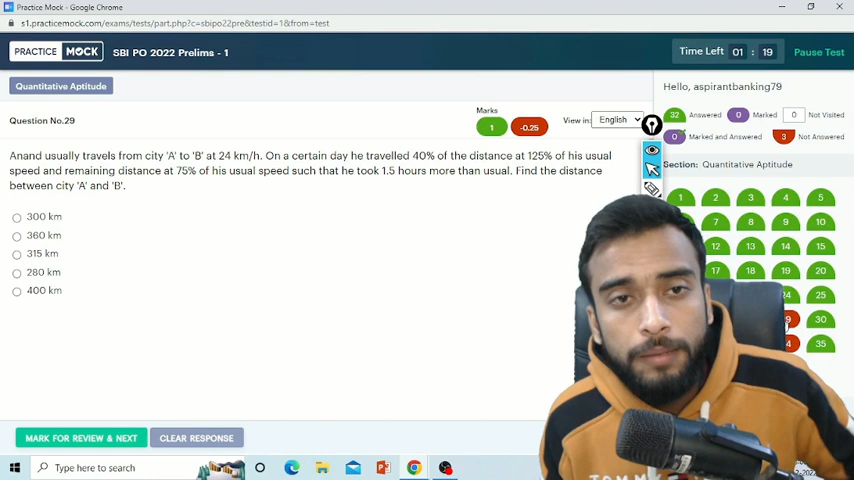 Practice Mock - Google Chrome
s1.practicemock.com/exams/tests/part.php?c=sbipo22pre&testid=1&from=test
PRACTICE MOCK SBI PO 2022 Prelims - 1
Time Left 01 : 19 Pause Test
Quantitative Aptitude
Hello, aspirantbanking79
Question No.29
Marks
1 -0.25
View in: English
32 Answered 0 Marked 0 Not Visited
0 Marked and Answered 3 Not Answered
Section: Quantitative Aptitude
Anand usually travels from city 'A' to 'B' at 24 km/h. On a certain day he travelled 40% of the distance at 125% of his usual
speed and remaining distance at 75% of his usual speed such that he took 1.5 hours more than usual. Find the distance
between city 'A' and 'B'.
300 km
360 km
315 km
280 km
400 km
1 2 3 4 5
7 8 9 10
12 13 14 15
17 18 19 20
24 25
9 30
4 35
MARK FOR REVIEW & NEXT CLEAR RESPONSE
Type here to search